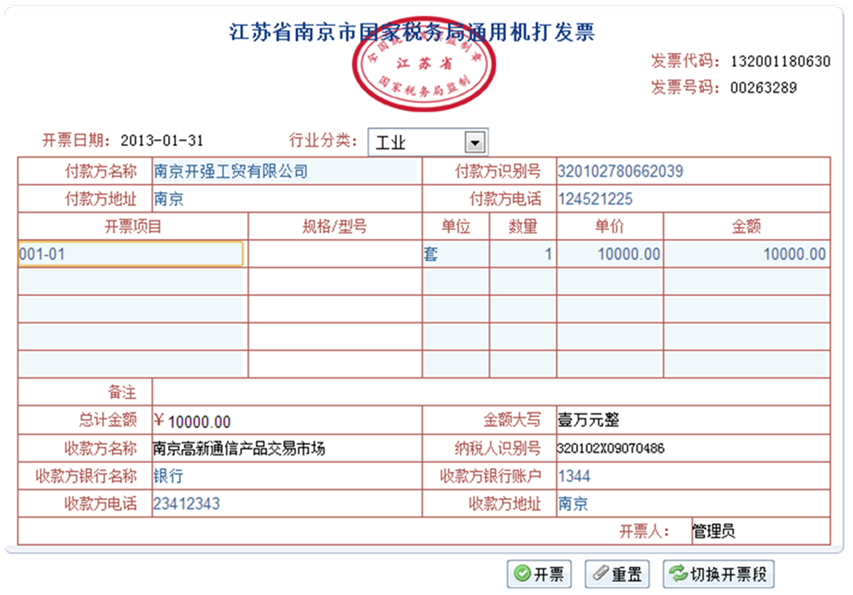 江苏省南京市国家税务局通用机打发票
江苏省
国家税务局监制
发票代码: 132001180630
发票号码: 00263289
开票日期: 2013-01-31 行业分类: 工业
付款方名称 南京开强工贸有限公司 付款方识别号 320102780662039
付款方地址 南京 付款方电话 124521225
开票项目 规格/型号 单位 数量 单价 金额
001-01 套 1 10000.00 10000.00
备注
总计金额 ¥ 10000.00 金额大写 壹万元整
收款方名称 南京高新通信产品交易市场 纳税人识别号 320102X09070486
收款方银行名称 银行 收款方银行账户 1344
收款方电话 23412343 收款方地址 南京
开票人: 管理员
开票 重置 切换开票段